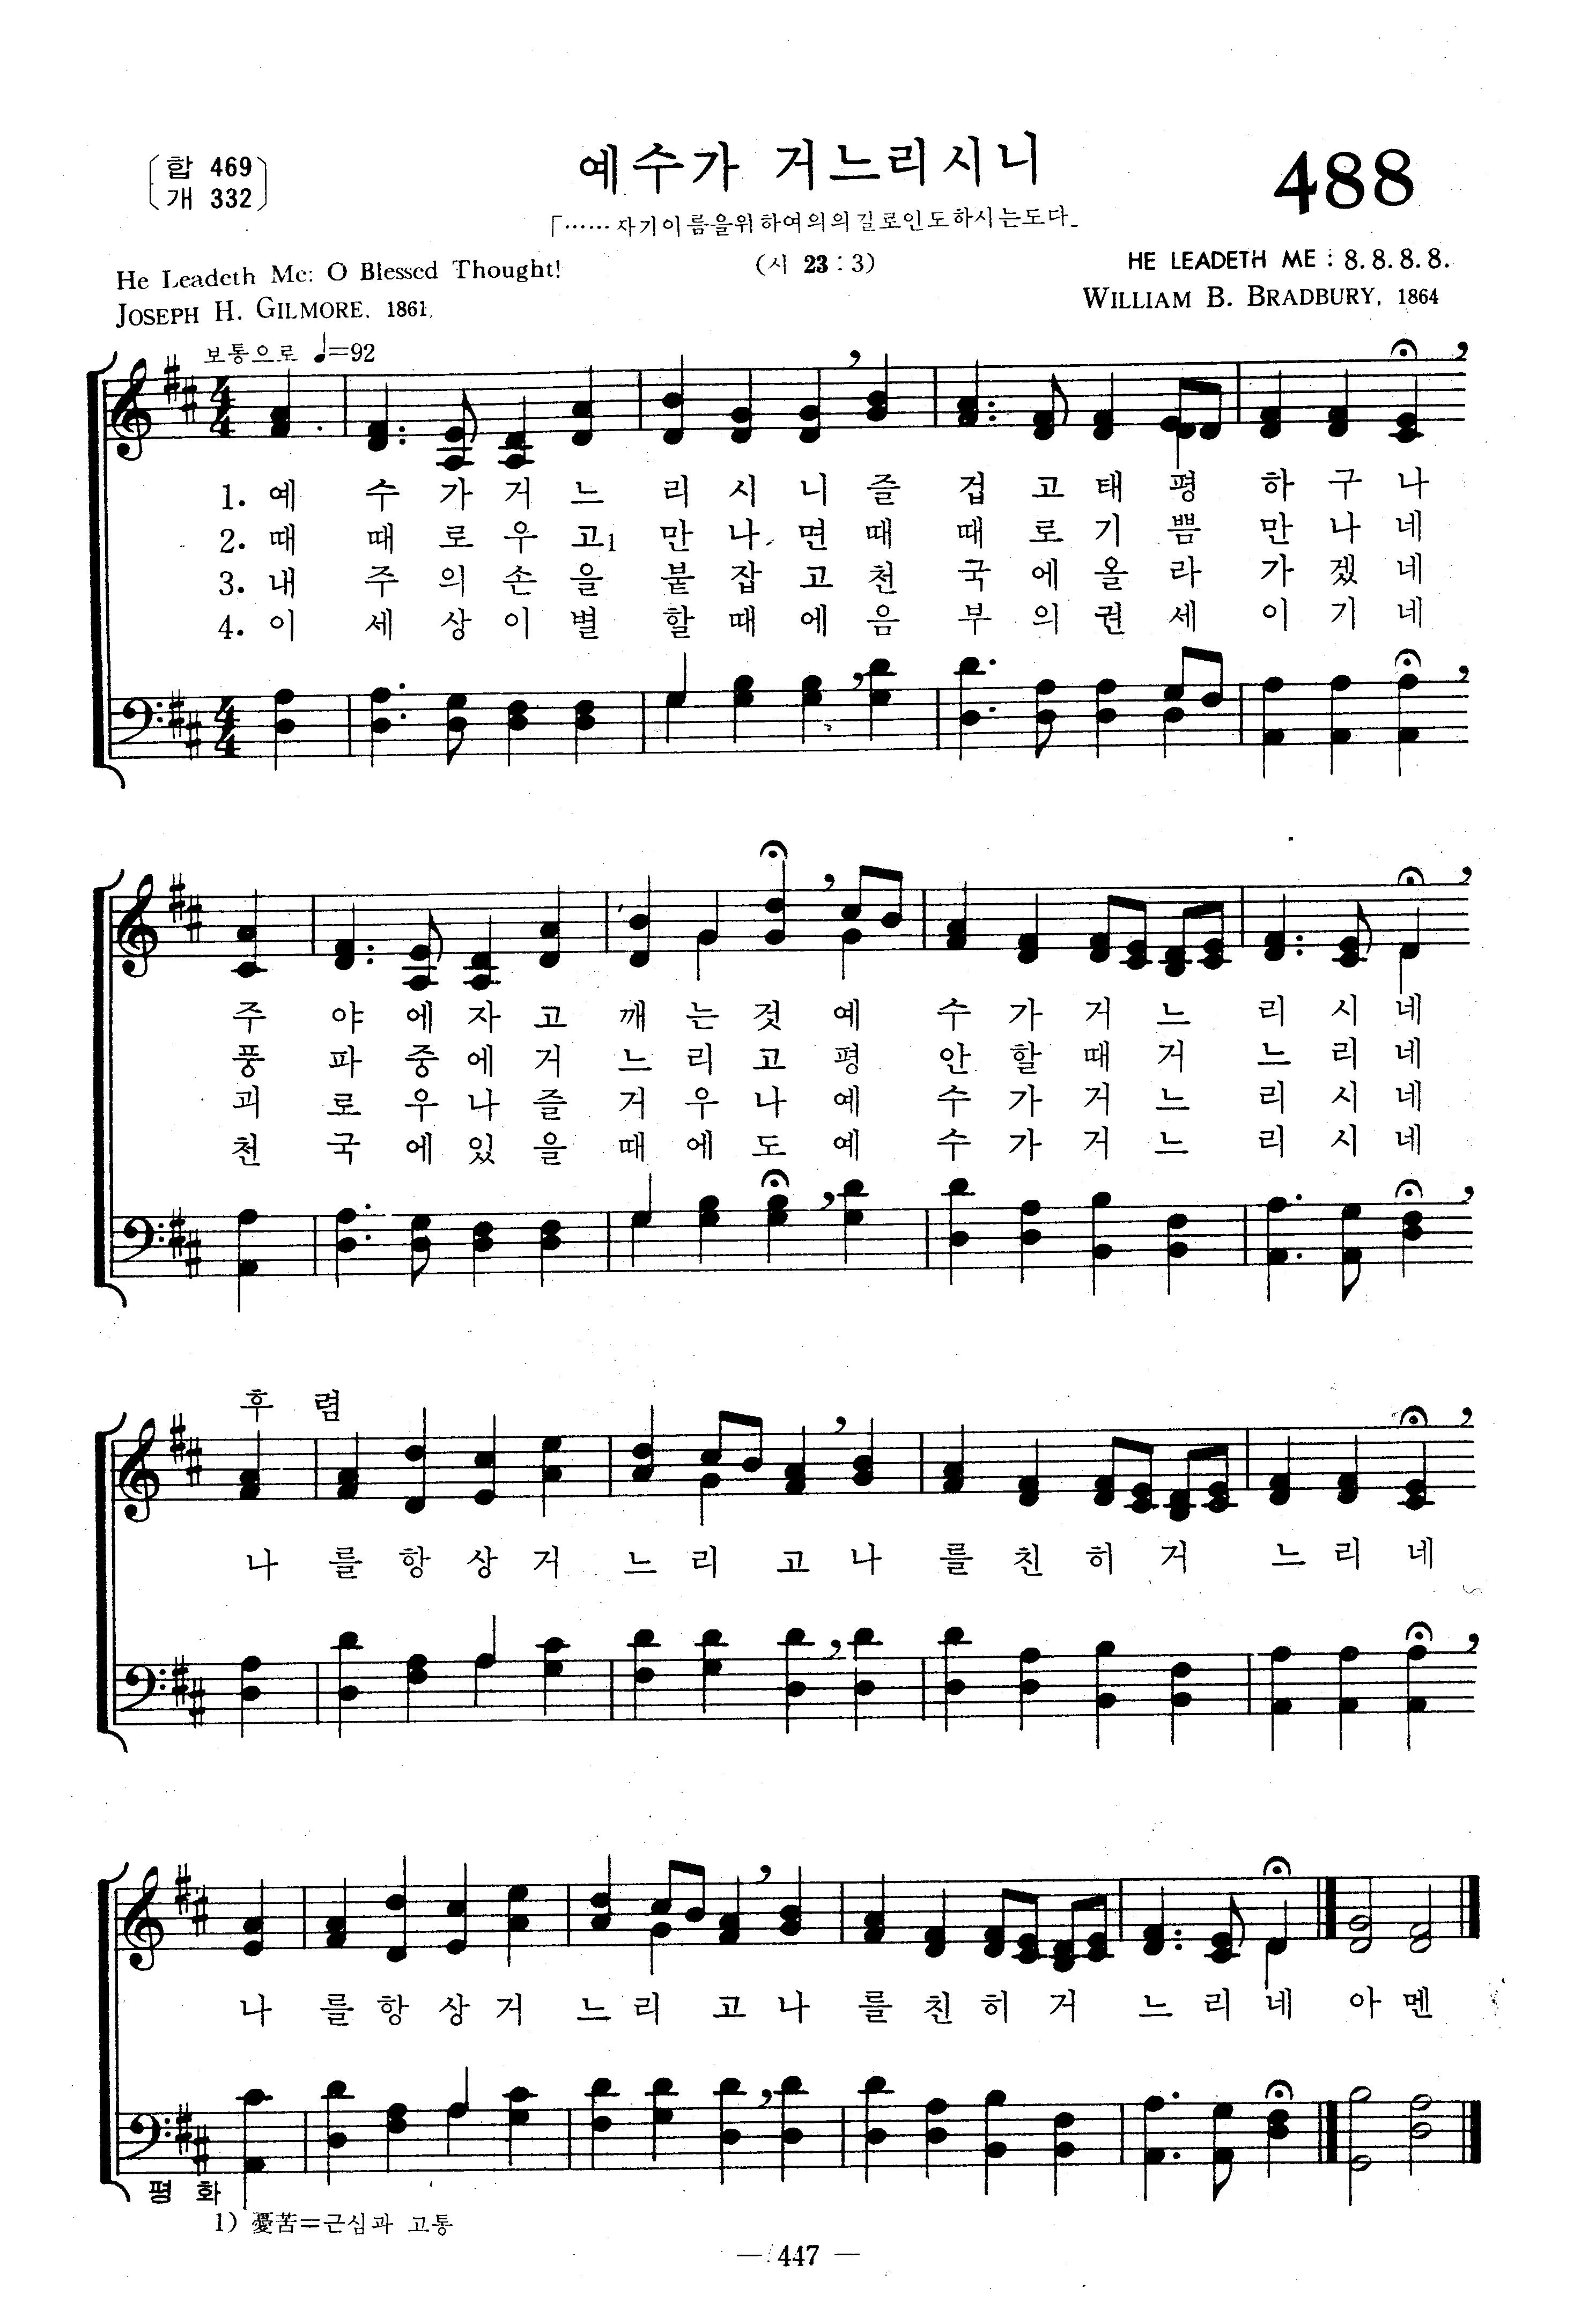 합 469
개 332
예수가 거느리시니
488
「……자기이름을위하여의의길로인도하시는도다」
He Leadeth Me: O Blessed Thought!
(시 23 : 3)
HE LEADETH ME : 8. 8. 8. 8.
JOSEPH H. GILMORE. 1861.
WILLIAM B. BRADBURY. 1864
보통으로 ♩=92
4
4
1. 예 수 가 거 느 리 시 니 즐 겁 고 태 평 하 구 나
2. 때 때 로 우 고1 만 나 면 때 때 로 기 쁨 만 나 네
3. 내 주 의 손 을 붙 잡 고 천 국 에 올 라 가 겠 네
4. 이 세 상 이 별 할 때 에 음 부 의 권 세 이 기 네
4
4
주 야 에 자 고 깨 는 것 예 수 가 거 느 리 시 네
풍 파 중 에 거 느 리 고 평 안 할 때 거 느 리 네
괴 로 우 나 즐 거 우 나 예 수 가 거 느 리 시 네
천 국 에 있 을 때 에 도 예 수 가 거 느 리 시 네
후 렴
나 를 항 상 거 느 리 고 나 를 친 히 거 느 리 네
나 를 항 상 거 느 리 고 나 를 친 히 거 느 리 네 아 멘
평 화
1) 憂苦=근심과 고통
— 447 —